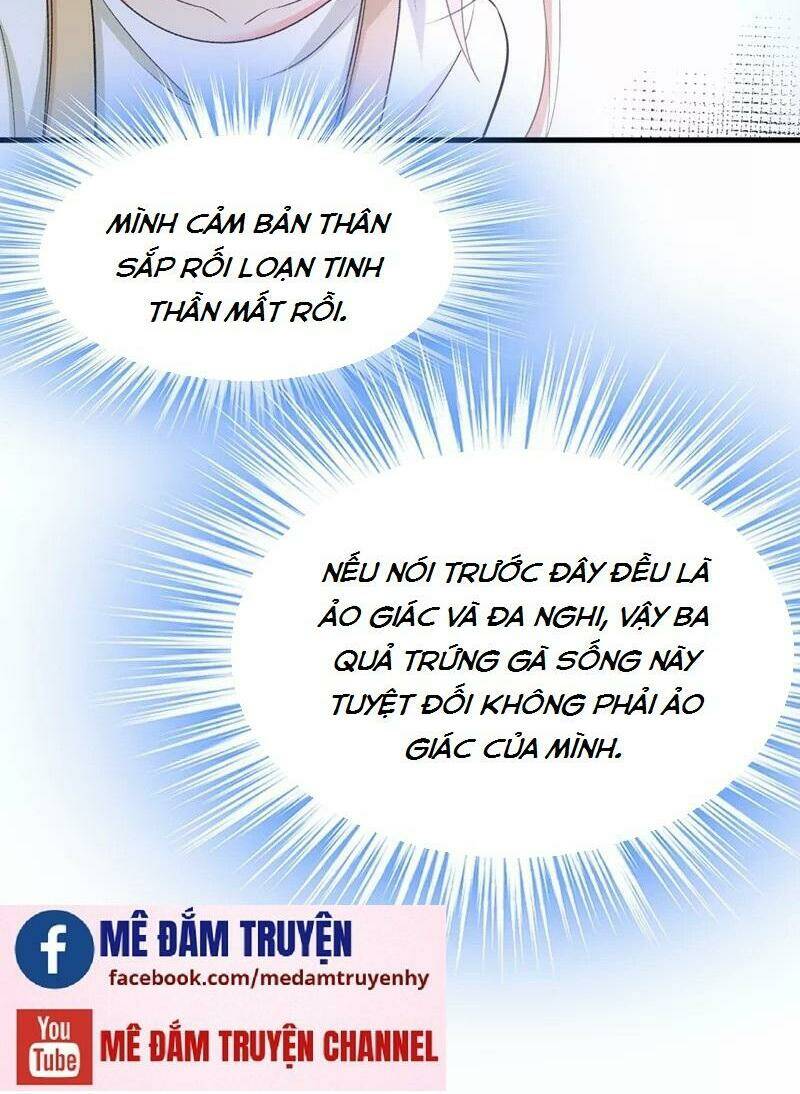 MÌNH CẢM BẢN THÂN
SẮP RỐI LOẠN TINH
THẦN MẤT RỒI.
NẾU NÓI TRƯỚC ĐÂY ĐỀU LÀ
ẢO GIÁC VÀ ĐA NGHI, VẬY BA
QUẢ TRỨNG GÀ SỐNG NÀY
TUYỆT ĐỐI KHÔNG PHẢI ẢO
GIÁC CỦA MÌNH.
f MÊ ĐẮM TRUYỆN
facebook.com/medamtruyenhy
You
Tube
MÊ ĐẮM TRUYỆN CHANNEL